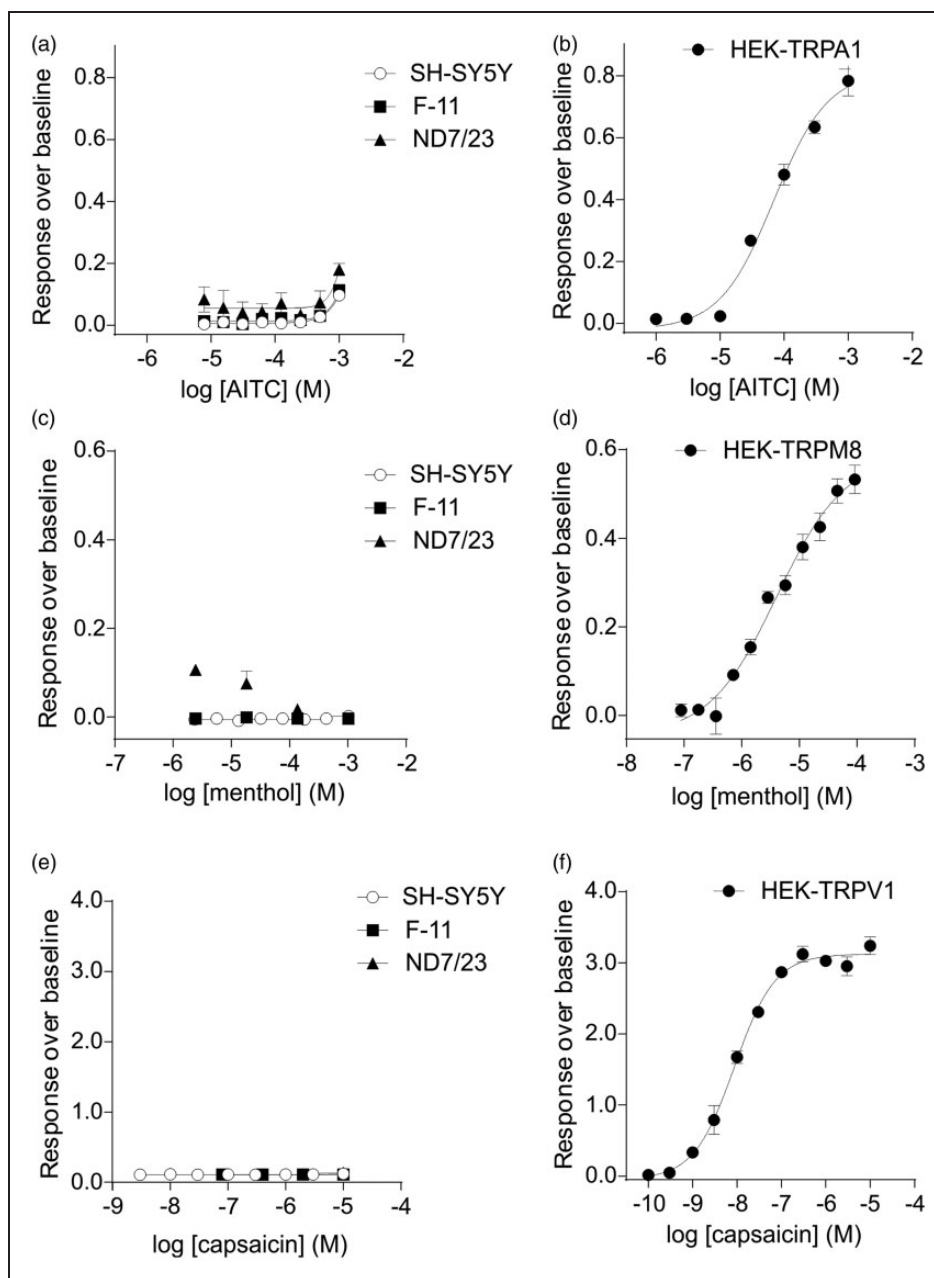 (a)
Response over baseline
0.8
0.6
0.4
0.2
0.0
-6
-5
-4
-3
-2
log [AITC] (M)
SH-SY5Y
F-11
ND7/23
(b)
Response over baseline
0.8
0.6
0.4
0.2
0.0
-6
-5
-4
-3
-2
log [AITC] (M)
HEK-TRPA1
(c)
Response over baseline
0.6
0.4
0.2
0.0
-7
-6
-5
-4
-3
-2
log [menthol] (M)
SH-SY5Y
F-11
ND7/23
(d)
Response over baseline
0.6
0.4
0.2
0.0
-8
-7
-6
-5
-4
-3
log [menthol] (M)
HEK-TRPM8
(e)
Response over baseline
4.0
3.0
2.0
1.0
0.0
-9
-8
-7
-6
-5
-4
log [capsaicin] (M)
SH-SY5Y
F-11
ND7/23
(f)
Response over baseline
4.0
3.0
2.0
1.0
0.0
-10
-9
-8
-7
-6
-5
-4
log [capsaicin] (M)
HEK-TRPV1